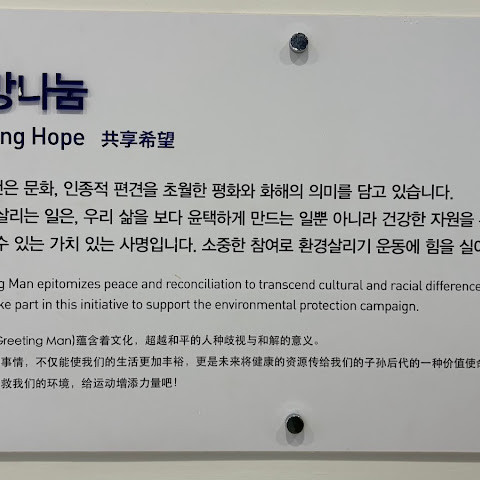 나눔
ng Hope 共享希望
은 문화, 인종적 편견을 초월한 평화와 화해의 의미를 담고 있습니다.
살리는 일은, 우리 삶을 보다 윤택하게 만드는 일뿐 아니라 건강한 자원을
수 있는 가치 있는 사명입니다. 소중한 참여로 환경살리기 운동에 힘을 실어
g Man epitomizes peace and reconciliation to transcend cultural and racial difference
ke part in this initiative to support the environmental protection campaign.
Greeting Man)蕴含着文化，超越和平的人种歧视与和解的意义。
事情，不仅能使我们的生活更加丰裕，更是未来将健康的资源传给我们的子孙后代的一种价值使
救我们的环境，给运动增添力量吧！